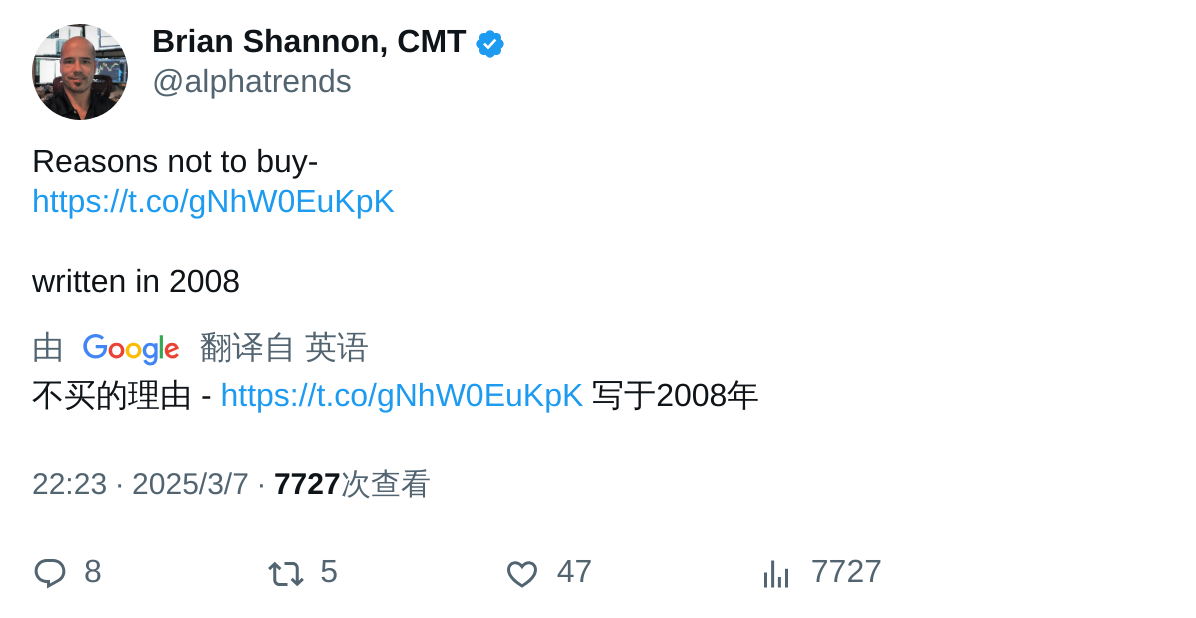 Brian Shannon, CMT
@alphatrends
Reasons not to buy-
https://t.co/gNhW0EuKpK
written in 2008
由 Google 翻译自 英语
不买的理由 - https://t.co/gNhW0EuKpK 写于2008年
22:23 · 2025/3/7 · 7727次查看
8 5 47 7727